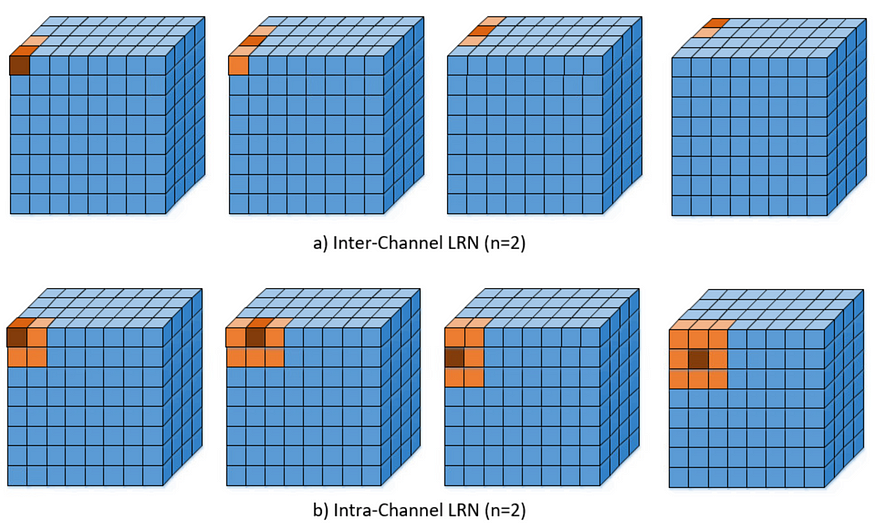 a) Inter-Channel LRN (n=2)
b) Intra-Channel LRN (n=2)